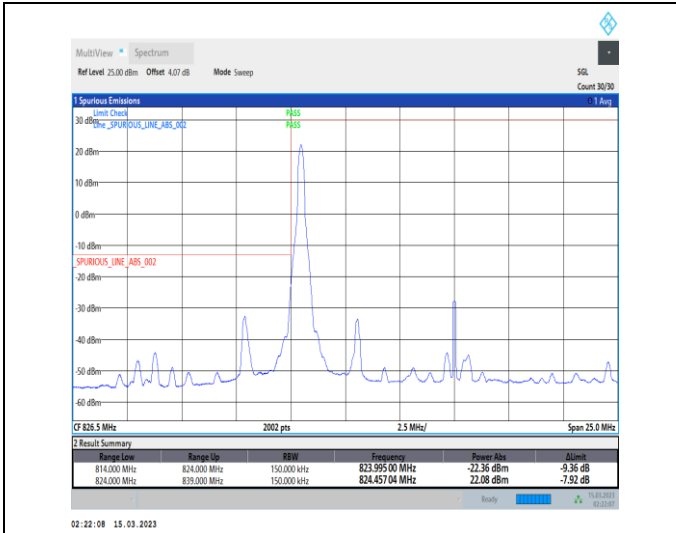 MultiView Spectrum
Ref Level 25.00 dBm Offset 4.07 dB Mode Sweep SGL
Count 30/30
1 Spurious Emissions 1 Avg
Limit Check PASS
Line _SPURIOUS_LINE_ABS_002 PASS
30 dBm
20 dBm
10 dBm
0 dBm
-10 dBm
_SPURIOUS_LINE_ABS_002
-20 dBm
-30 dBm
-40 dBm
-50 dBm
-60 dBm
CF 826.5 MHz 2002 pts 2.5 MHz/ Span 25.0 MHz
2 Result Summary
Range Low Range Up RBW Frequency Power Abs ΔLimit
814.000 MHz 824.000 MHz 150.000 kHz 823.99500 MHz -22.36 dBm -9.36 dB
824.000 MHz 839.000 MHz 150.000 kHz 824.45704 MHz 22.08 dBm -7.92 dB
Ready 15.03.2023
02:22:07
02:22:08 15.03.2023